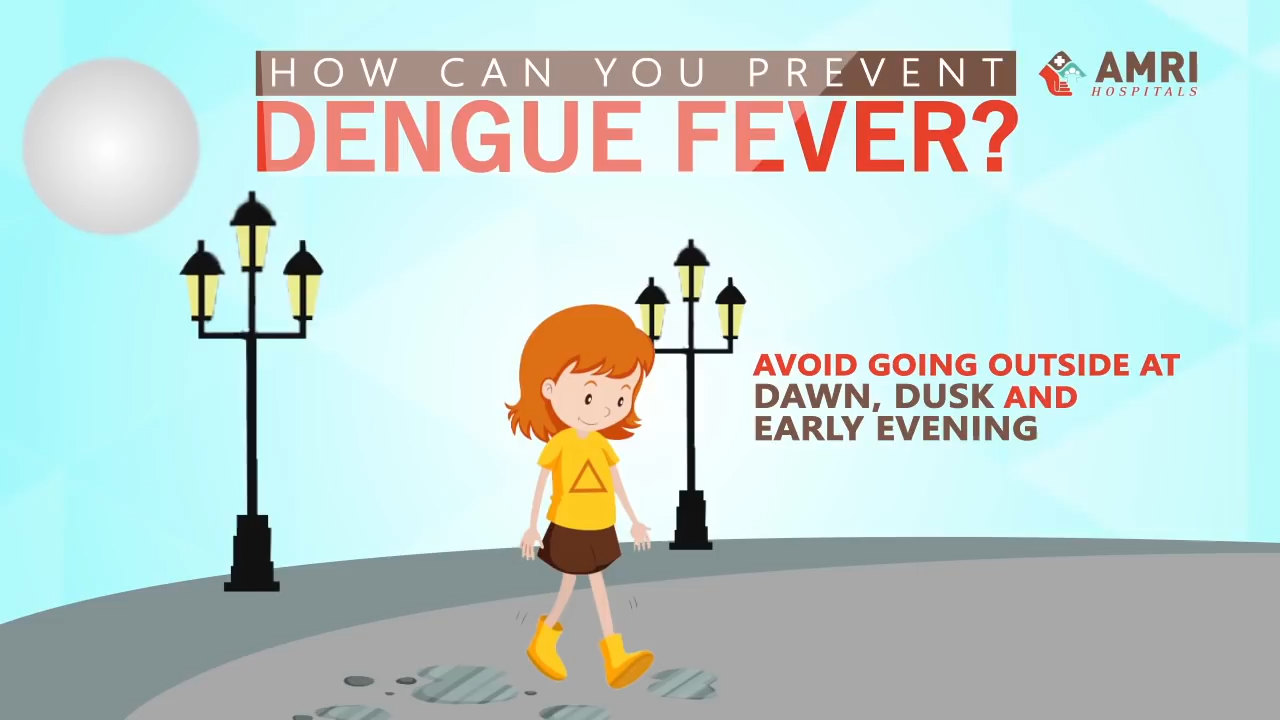 HOW CAN YOU PREVENT
DENGUE FEVER?
AMRI
HOSPITALS
AVOID GOING OUTSIDE AT
DAWN, DUSK AND
EARLY EVENING